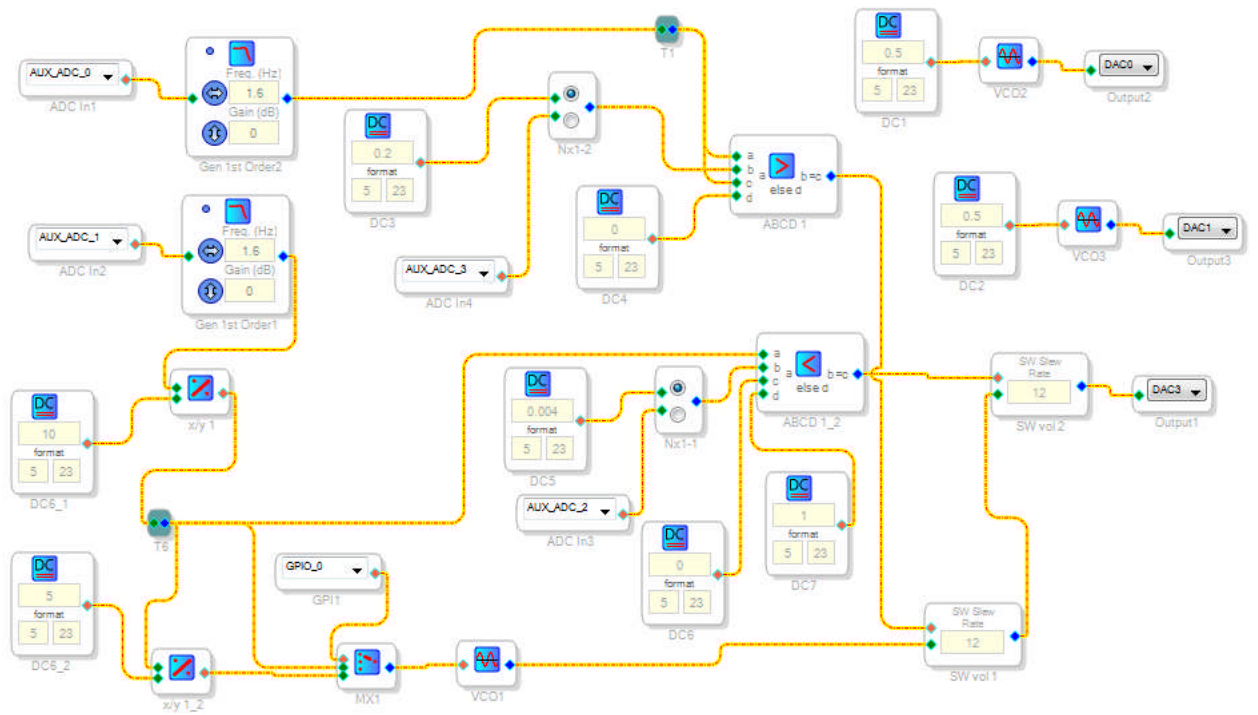 AUX_ADC_0
ADC In1
Freq. (Hz)
1.6
Gain (dB)
0
Gen 1st Order2
T1
DC
0.5
format
5 23
DC1
VCO2
DAC0
Output2
DC
0.2
format
5 23
DC3
Nx1-2
a
b
c
d
a > b =c
else d
ABCD 1
DC
0
format
5 23
DC4
DC
0.5
format
5 23
DC2
VCO3
DAC1
Output3
AUX_ADC_1
ADC In2
Freq. (Hz)
1.6
Gain (dB)
0
Gen 1st Order1
AUX_ADC_3
ADC In4
DC
10
format
5 23
DC6_1
x/y 1
DC
0.004
format
5 23
DC5
Nx1-1
a
b
c
d
a < b =c
else d
ABCD 1_2
SW Slew
Rate
12
SW vol 2
DAC3
Output1
AUX_ADC_2
ADC In3
DC
1
format
5 23
DC7
T6
DC
0
format
5 23
DC6
GPIO_0
GPI1
DC
5
format
5 23
DC6_2
x/y 1_2
MX1
VCO1
SW Slew
Rate
12
SW vol 1